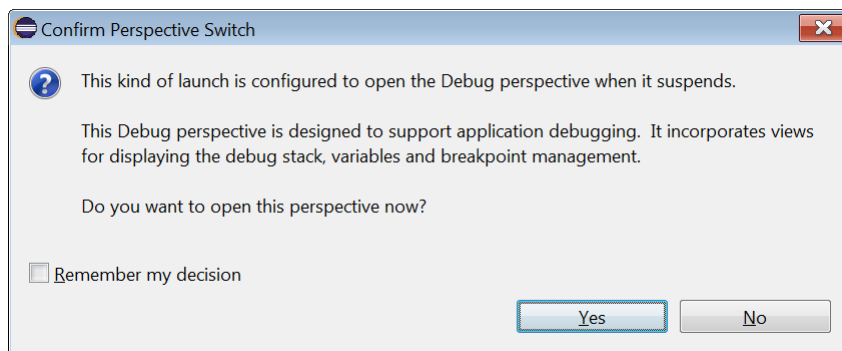 Confirm Perspective Switch
This kind of launch is configured to open the Debug perspective when it suspends.
This Debug perspective is designed to support application debugging. It incorporates views
for displaying the debug stack, variables and breakpoint management.
Do you want to open this perspective now?
Remember my decision
Yes No